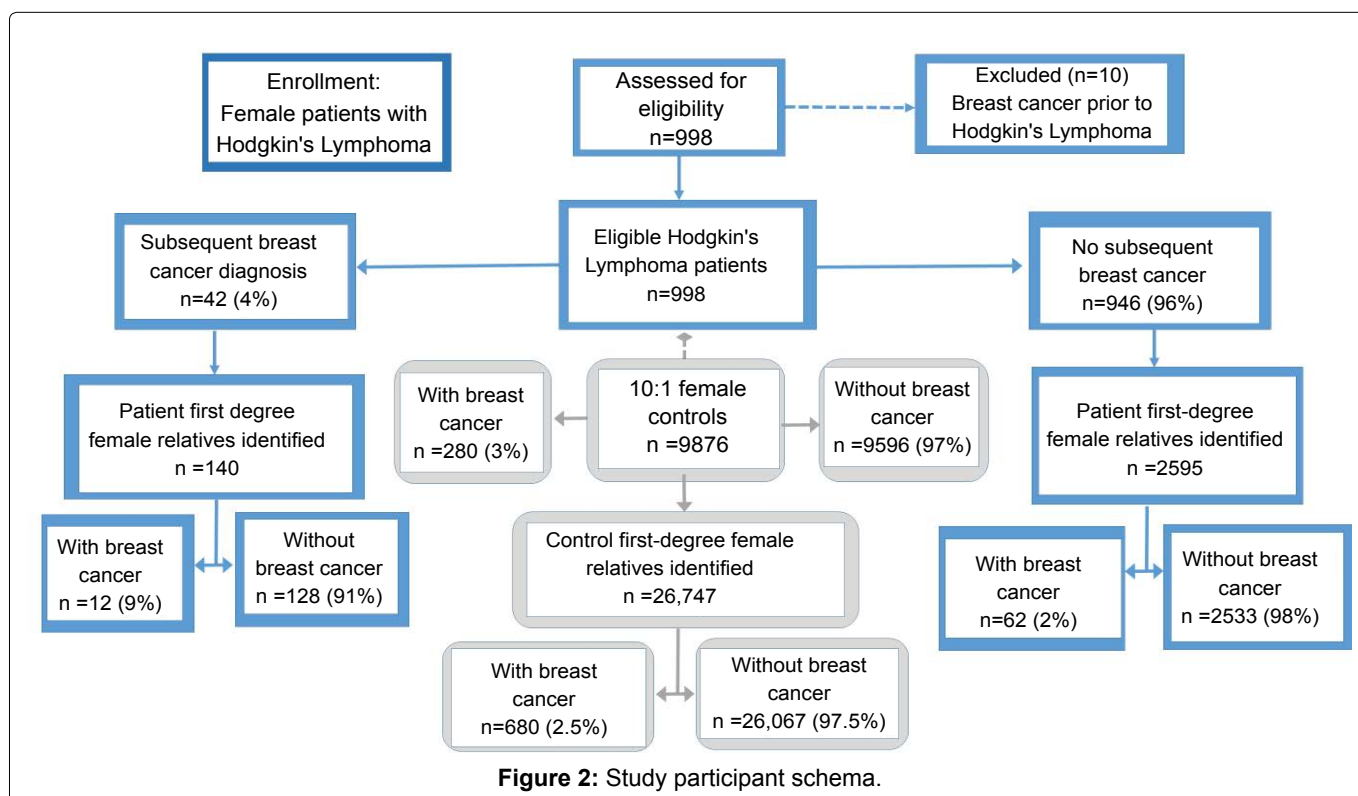 Enrollment:
Female patients with
Hodgkin's Lymphoma
Assessed for
eligibility
n=998
Excluded (n=10)
Breast cancer prior to
Hodgkin's Lymphoma
Subsequent breast
cancer diagnosis
n=42 (4%)
Eligible Hodgkin's
Lymphoma patients
n=998
No subsequent
breast cancer
n=946 (96%)
Patient first degree
female relatives identified
n =140
With breast
cancer
n =280 (3%)
10:1 female
controls
n =9876
Without breast
cancer
n =9596 (97%)
Patient first-degree
female relatives identified
n =2595
With breast
cancer
n =12 (9%)
Without
breast cancer
n =128 (91%)
Control first-degree female
relatives identified
n =26,747
With breast
cancer
n=62 (2%)
Without breast
cancer
n =2533 (98%)
With breast
cancer
n=680 (2.5%)
Without breast
cancer
n =26,067 (97.5%)
Figure 2: Study participant schema.